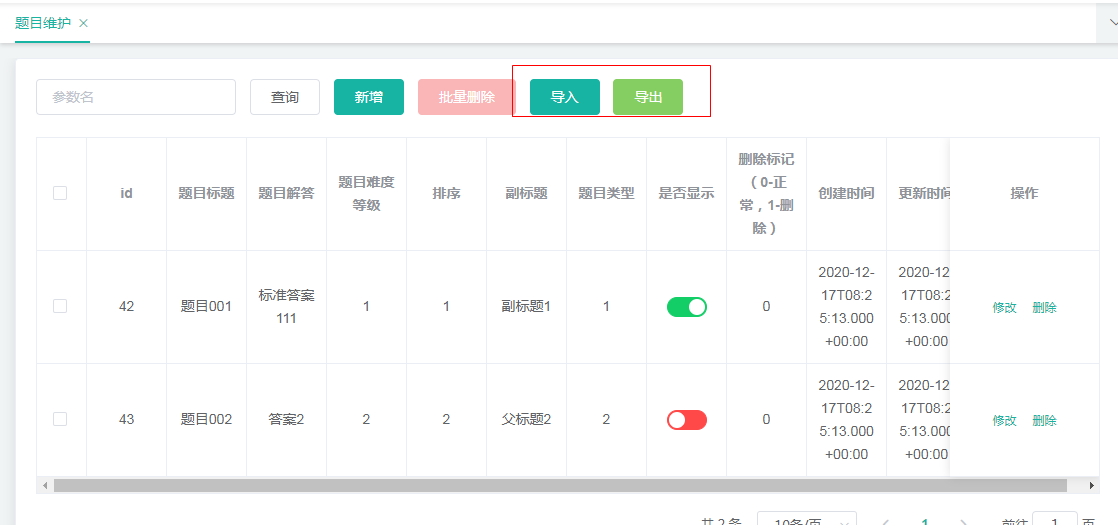 题目维护
参数名 查询 新增 批量删除 导入 导出
id 题目标题 题目解答 题目难度等级 排序 副标题 题目类型 是否显示 删除标记（0-正常，1-删除） 创建时间 更新时间 操作
42 题目001 标准答案111 1 1 副标题1 1 0 2020-12-17T08:25:13.000+00:00 2020-12-17T08:25:13.000+00:00 修改 删除
43 题目002 答案2 2 2 父标题2 2 0 2020-12-17T08:25:13.000+00:00 2020-12-17T08:25:13.000+00:00 修改 删除
共 2 条 10条/页 1 前往 1 页